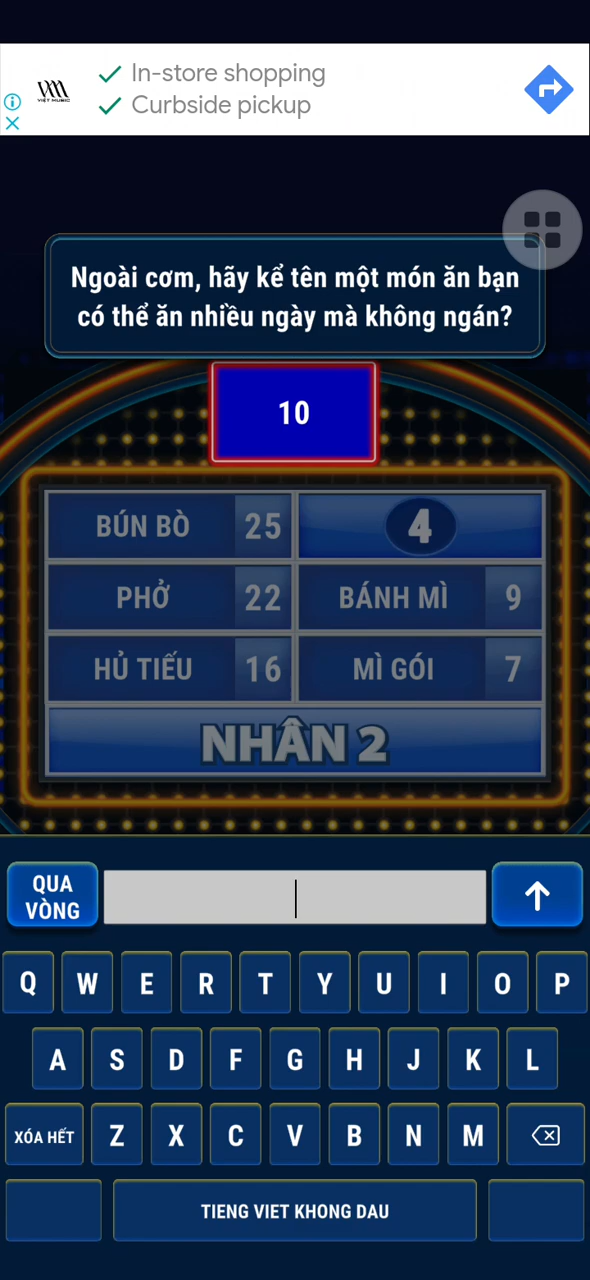 In-store shopping
Curbside pickup
VIỆT MUSIC
Ngoài cơm, hãy kể tên một món ăn bạn
có thể ăn nhiều ngày mà không ngán?
10
BÚN BÒ 25 4
PHỞ 22 BÁNH MÌ 9
HỦ TIẾU 16 MÌ GÓI 7
NHÂN 2
QUA
VÒNG
Q W E R T Y U I O P
A S D F G H J K L
XÓA HẾT Z X C V B N M
TIENG VIET KHONG DAU